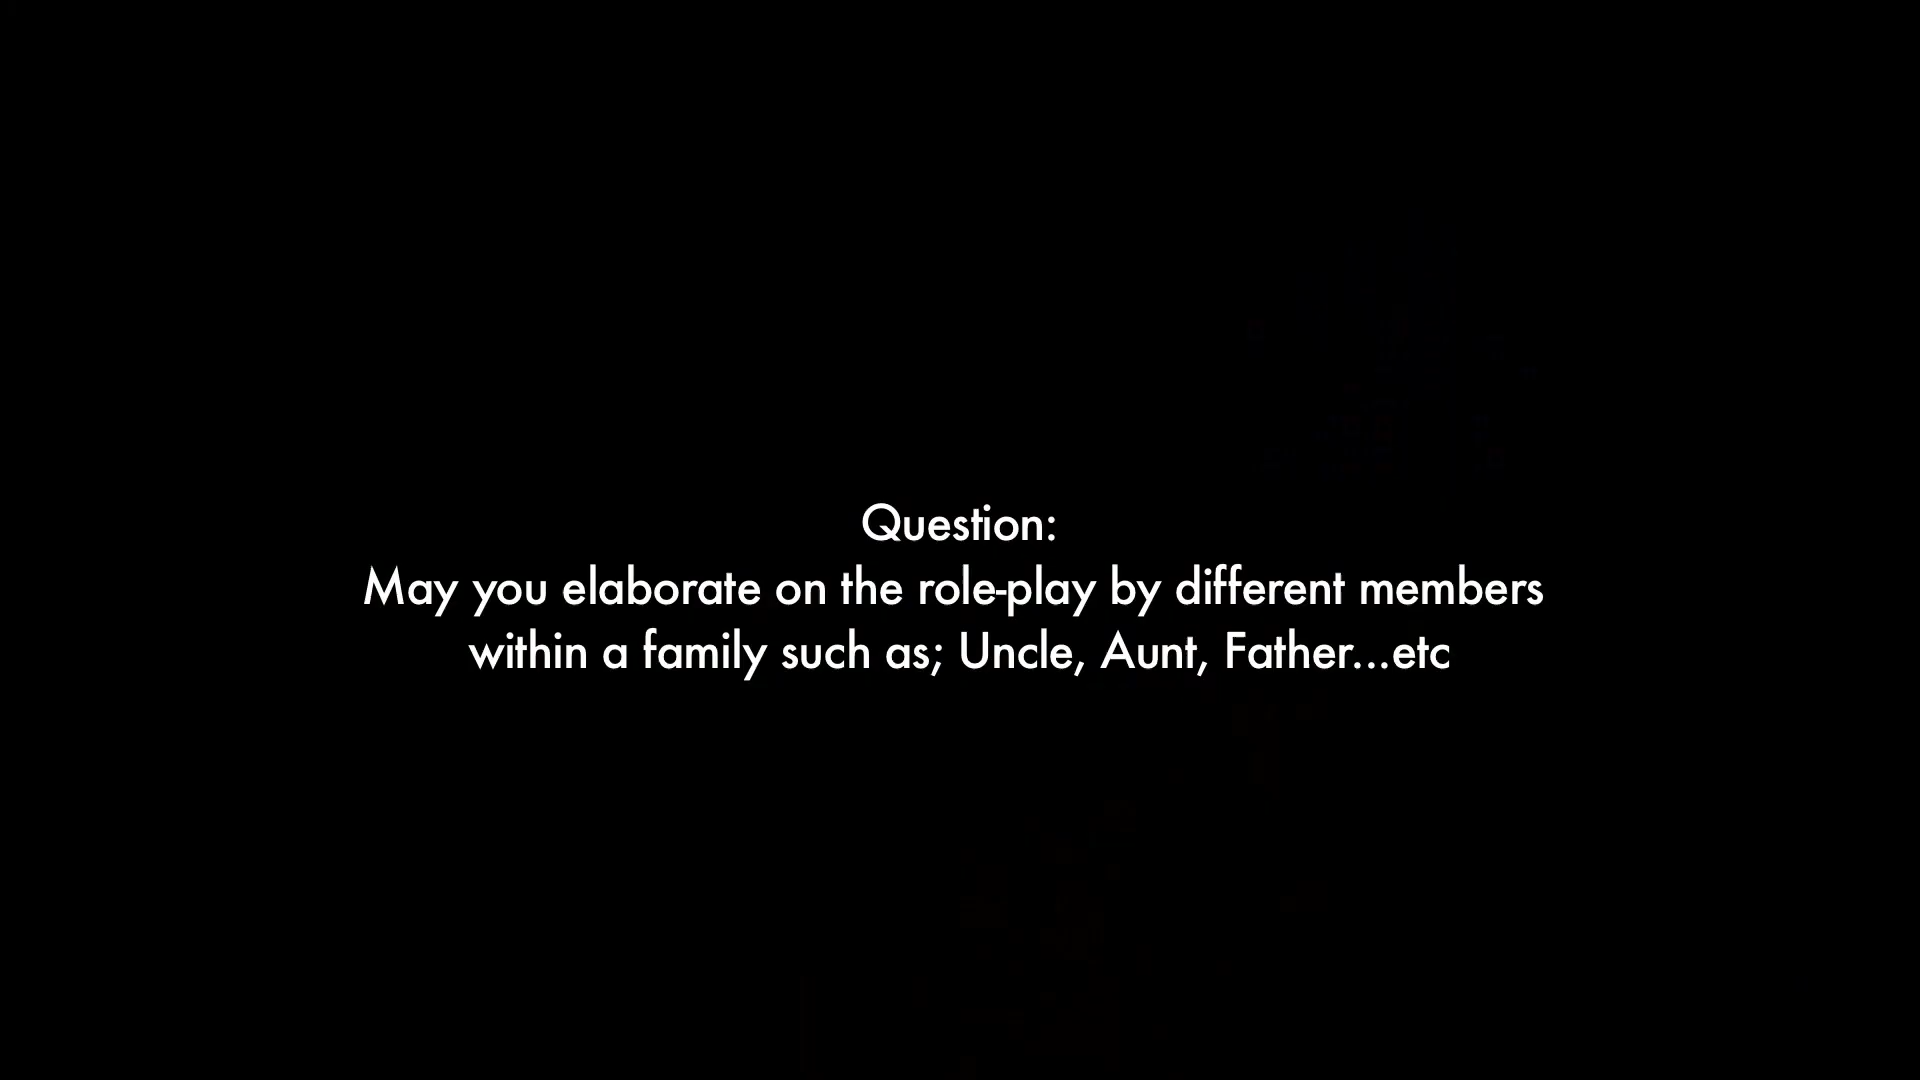 Question:
May you elaborate on the role-play by different members
within a family such as; Uncle, Aunt, Father...etc